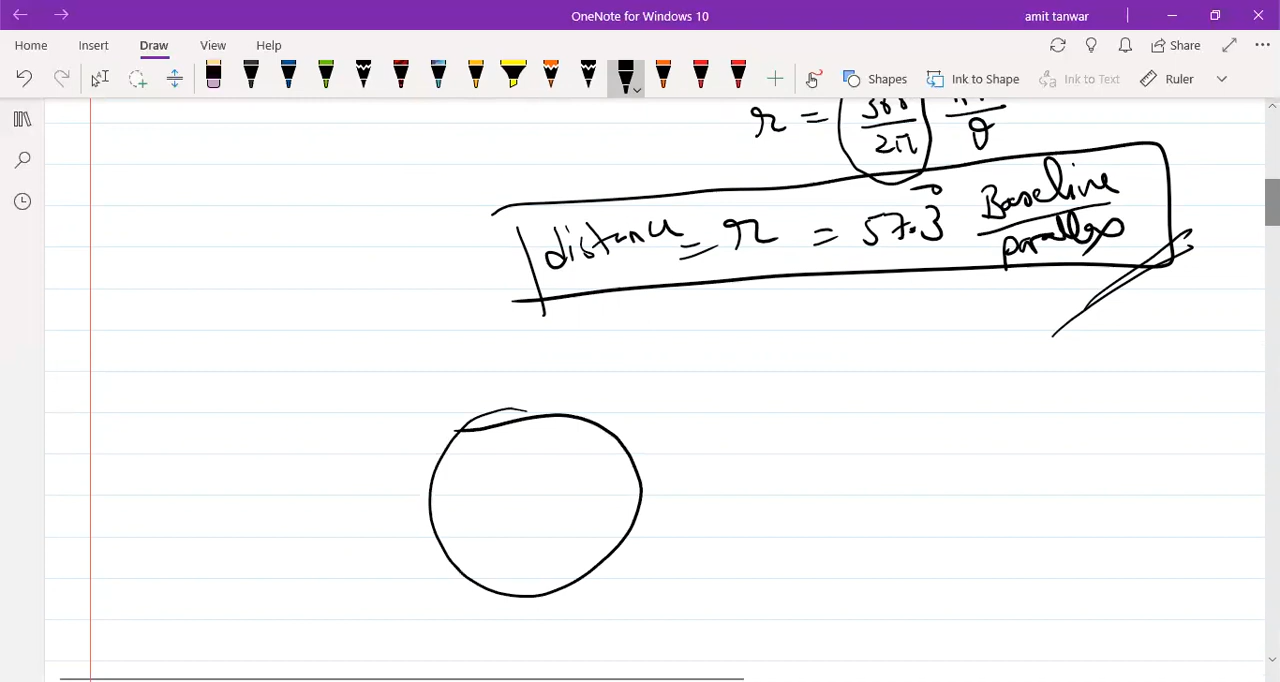 OneNote for Windows 10
amit tanwar
Home Insert Draw View Help
Share
Shapes Ink to Shape Ink to Text Ruler
r = (360/2π) /θ
distance = r = 57.3° Baseline/parallax